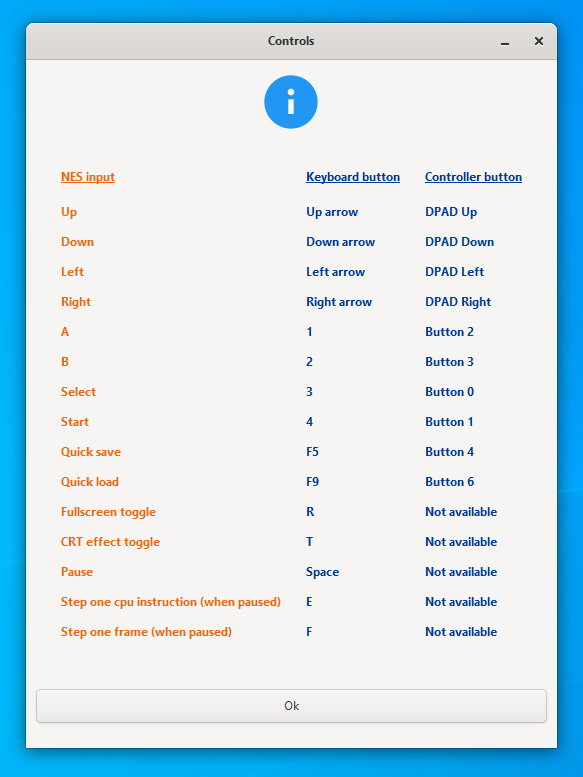 Controls
NES input Keyboard button Controller button
Up Up arrow DPAD Up
Down Down arrow DPAD Down
Left Left arrow DPAD Left
Right Right arrow DPAD Right
A 1 Button 2
B 2 Button 3
Select 3 Button 0
Start 4 Button 1
Quick save F5 Button 4
Quick load F9 Button 6
Fullscreen toggle R Not available
CRT effect toggle T Not available
Pause Space Not available
Step one cpu instruction (when paused) E Not available
Step one frame (when paused) F Not available
Ok